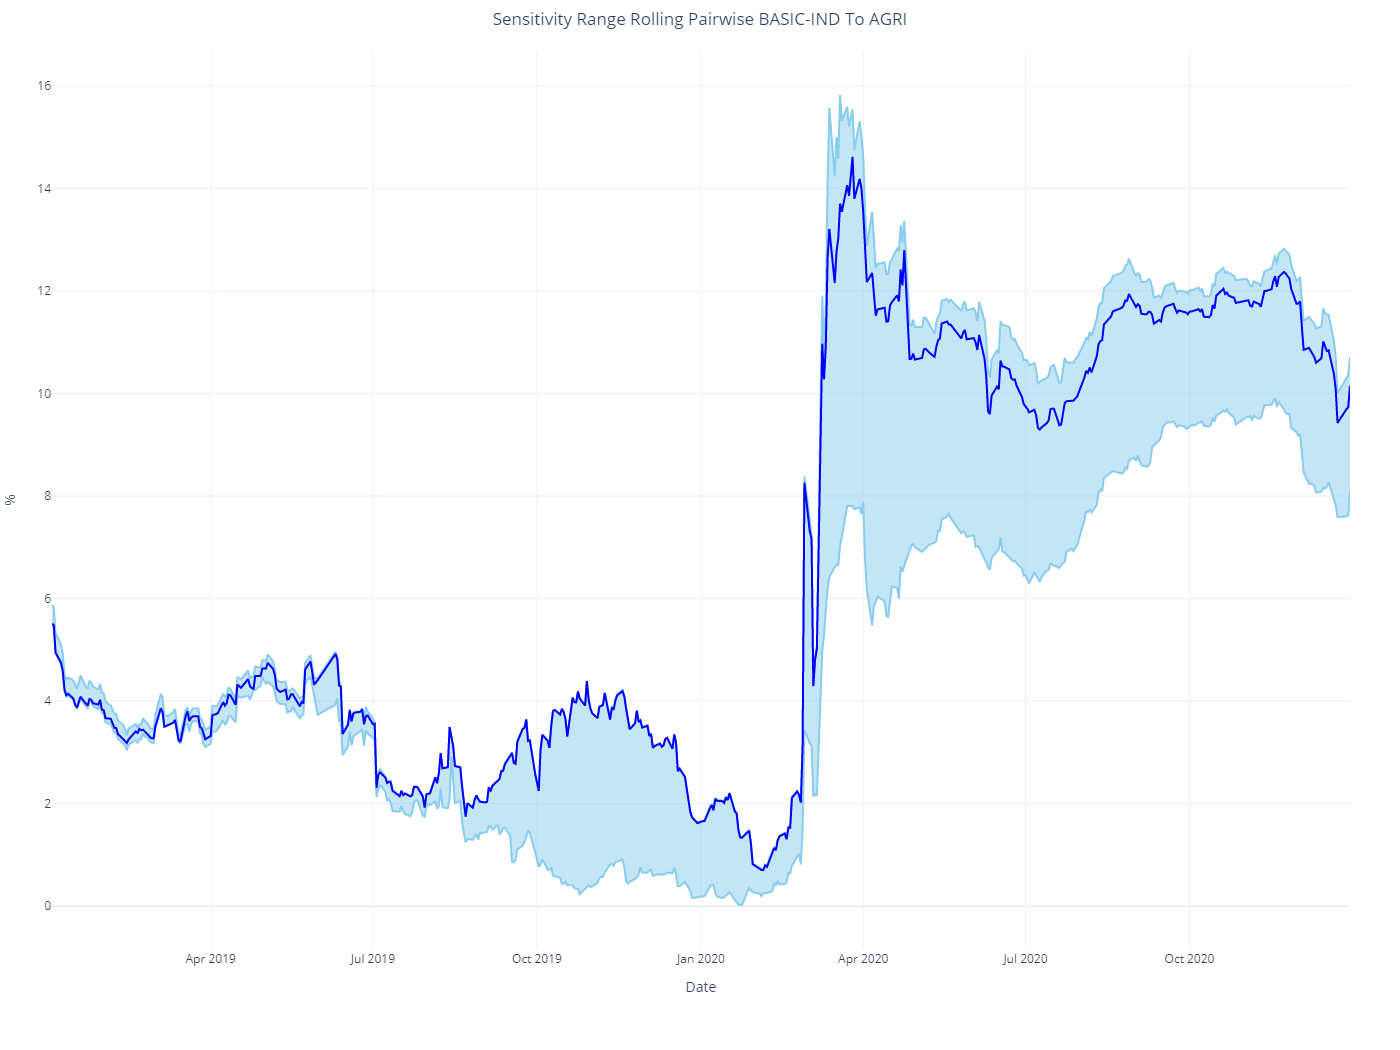 Sensitivity Range Rolling Pairwise BASIC-IND To AGRI
16
14
12
10
8
6
4
2
0
%
Apr 2019
Jul 2019
Oct 2019
Jan 2020
Apr 2020
Jul 2020
Oct 2020
Date